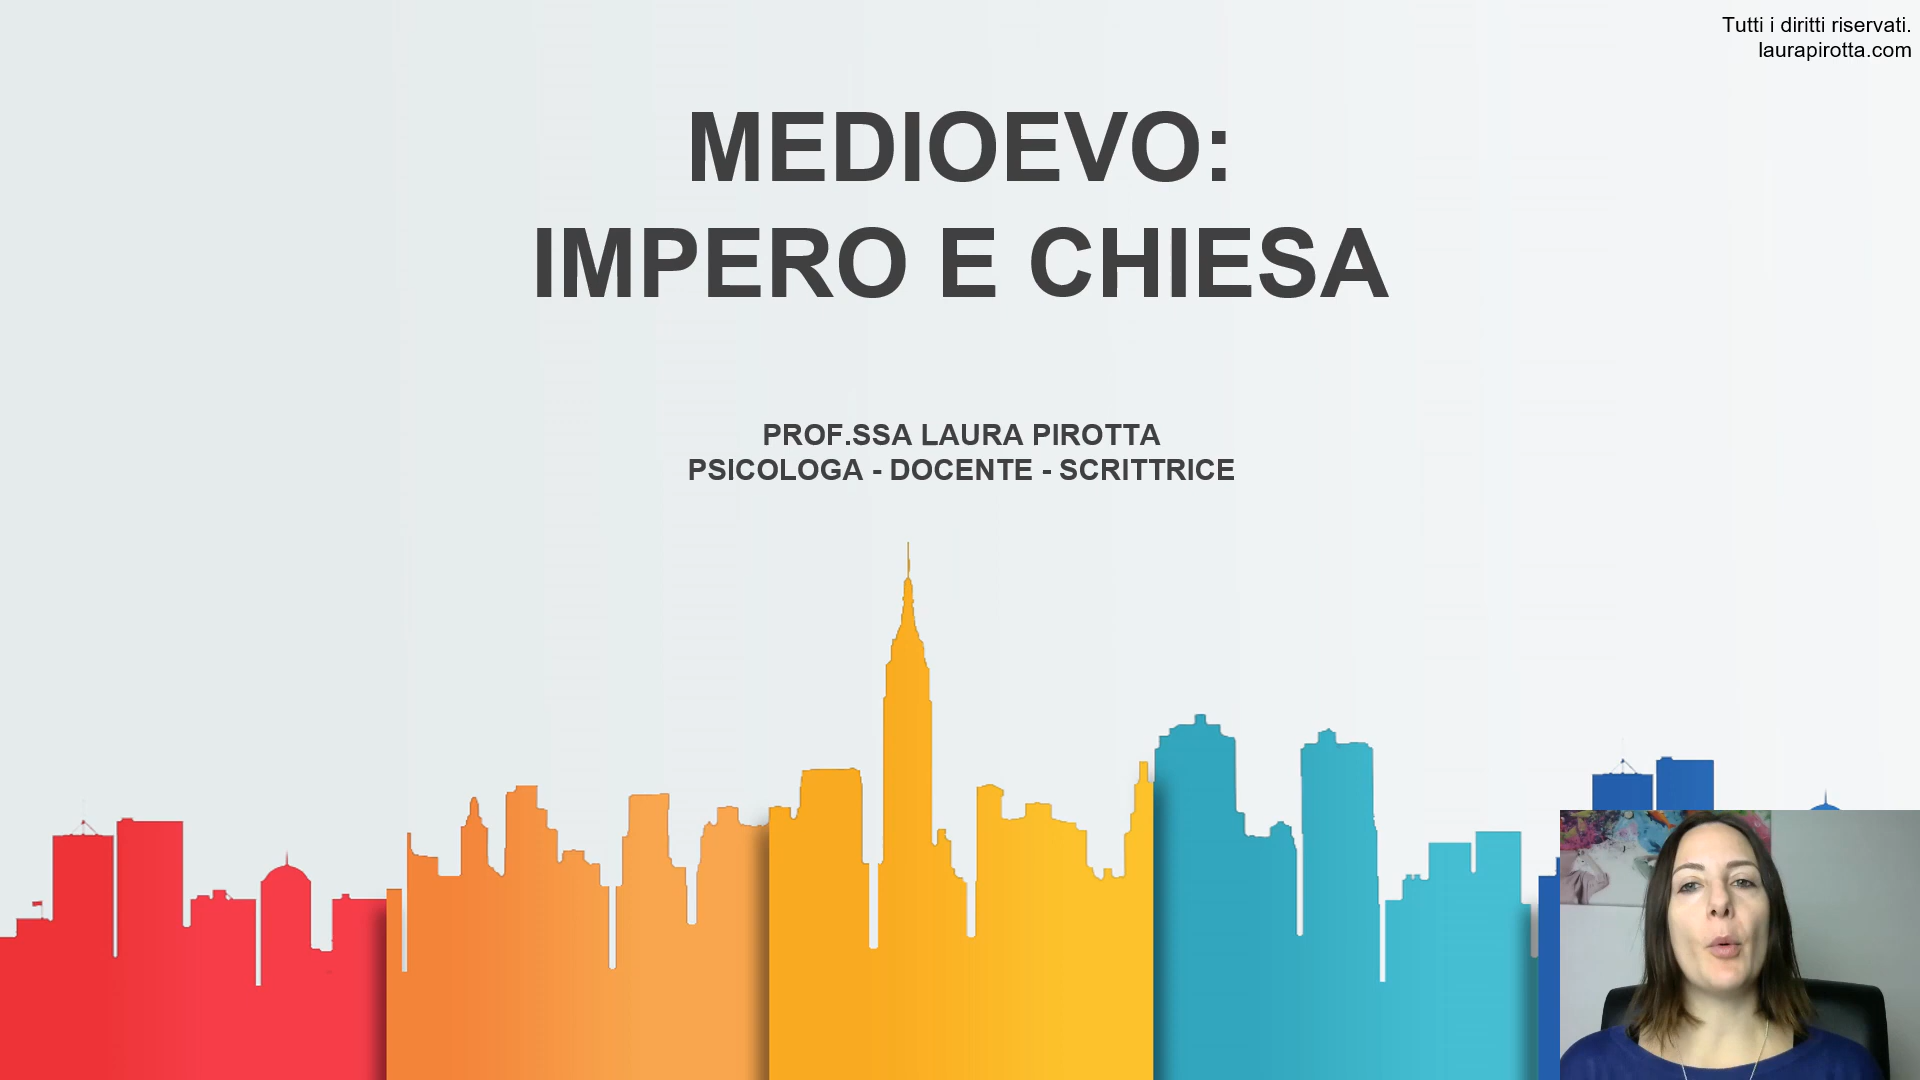 Tutti i diritti riservati.
laurapirotta.com
MEDIOEVO:
IMPERO E CHIESA
PROF.SSA LAURA PIROTTA
PSICOLOGA - DOCENTE - SCRITTRICE